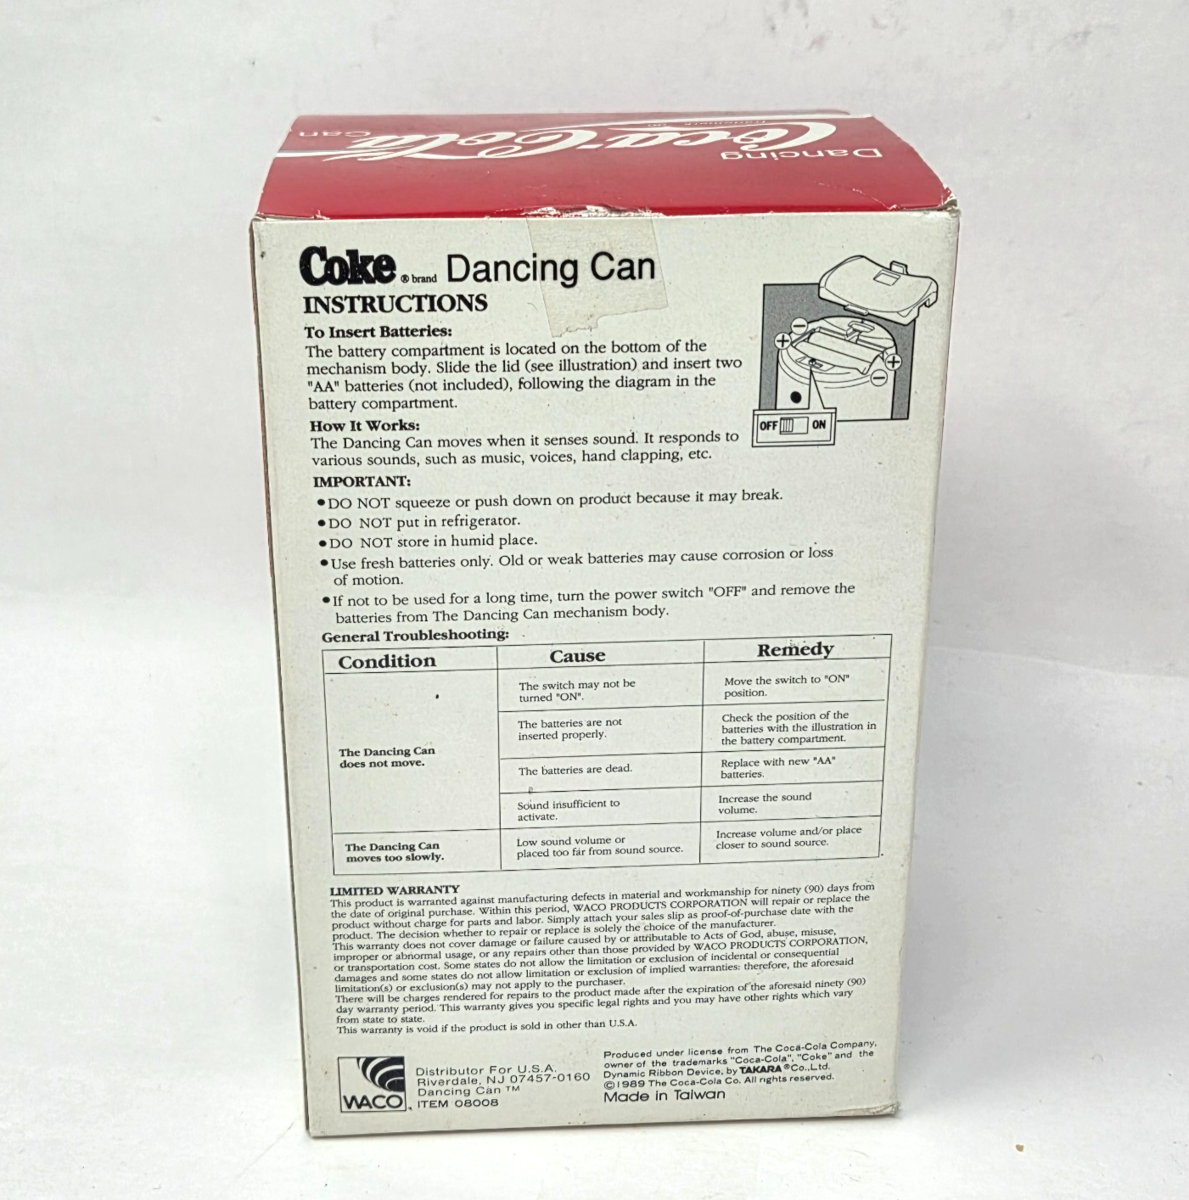 Dancing
Coca-Cola
Can
Coke ® brand Dancing Can
INSTRUCTIONS
To Insert Batteries:
The battery compartment is located on the bottom of the
mechanism body. Slide the lid (see illustration) and insert two
"AA" batteries (not included), following the diagram in the
battery compartment.
OFF ON
How It Works:
The Dancing Can moves when it senses sound. It responds to
various sounds, such as music, voices, hand clapping, etc.
IMPORTANT:
•DO NOT squeeze or push down on product because it may break.
•DO NOT put in refrigerator.
•DO NOT store in humid place.
•Use fresh batteries only. Old or weak batteries may cause corrosion or loss
of motion.
•If not to be used for a long time, turn the power switch "OFF" and remove the
batteries from The Dancing Can mechanism body.
General Troubleshooting:
Condition Cause Remedy
The Dancing Can
does not move.
The switch may not be
turned "ON".
Move the switch to "ON"
position.
The batteries are not
inserted properly.
Check the position of the
batteries with the illustration in
the battery compartment.
The batteries are dead.
Replace with new "AA"
batteries.
Sound insufficient to
activate.
Increase the sound
volume.
The Dancing Can
moves too slowly.
Low sound volume or
placed too far from sound source.
Increase volume and/or place
closer to sound source.
LIMITED WARRANTY
This product is warranted against manufacturing defects in material and workmanship for ninety (90) days from
the date of original purchase. Within this period, WACO PRODUCTS CORPORATION will repair or replace the
product without charge for parts and labor. Simply attach your sales slip as proof-of-purchase date with the
product. The decision whether to repair or replace is solely the choice of the manufacturer.
This warranty does not cover damage or failure caused by or attributable to Acts of God, abuse, misuse,
improper or abnormal usage, or any repairs other than those provided by WACO PRODUCTS CORPORATION,
or transportation cost. Some states do not allow the limitation or exclusion of incidental or consequential
damages and some states do not allow limitation or exclusion of implied warranties: therefore, the aforesaid
limitation(s) or exclusion(s) may not apply to the purchaser.
There will be charges rendered for repairs to the product made after the expiration of the aforesaid ninety (90)
day warranty period. This warranty gives you specific legal rights and you may have other rights which vary
from state to state.
This warranty is void if the product is sold in other than U.S.A.
WACO
Distributor For U.S.A.
Riverdale, NJ 07457-0160
Dancing Can ™
ITEM 08008
Produced under license from The Coca-Cola Company,
owner of the trademarks "Coca-Cola", "Coke" and the
Dynamic Ribbon Device, by TAKARA ® Co., Ltd.
©1989 The Coca-Cola Co. All rights reserved.
Made in Taiwan